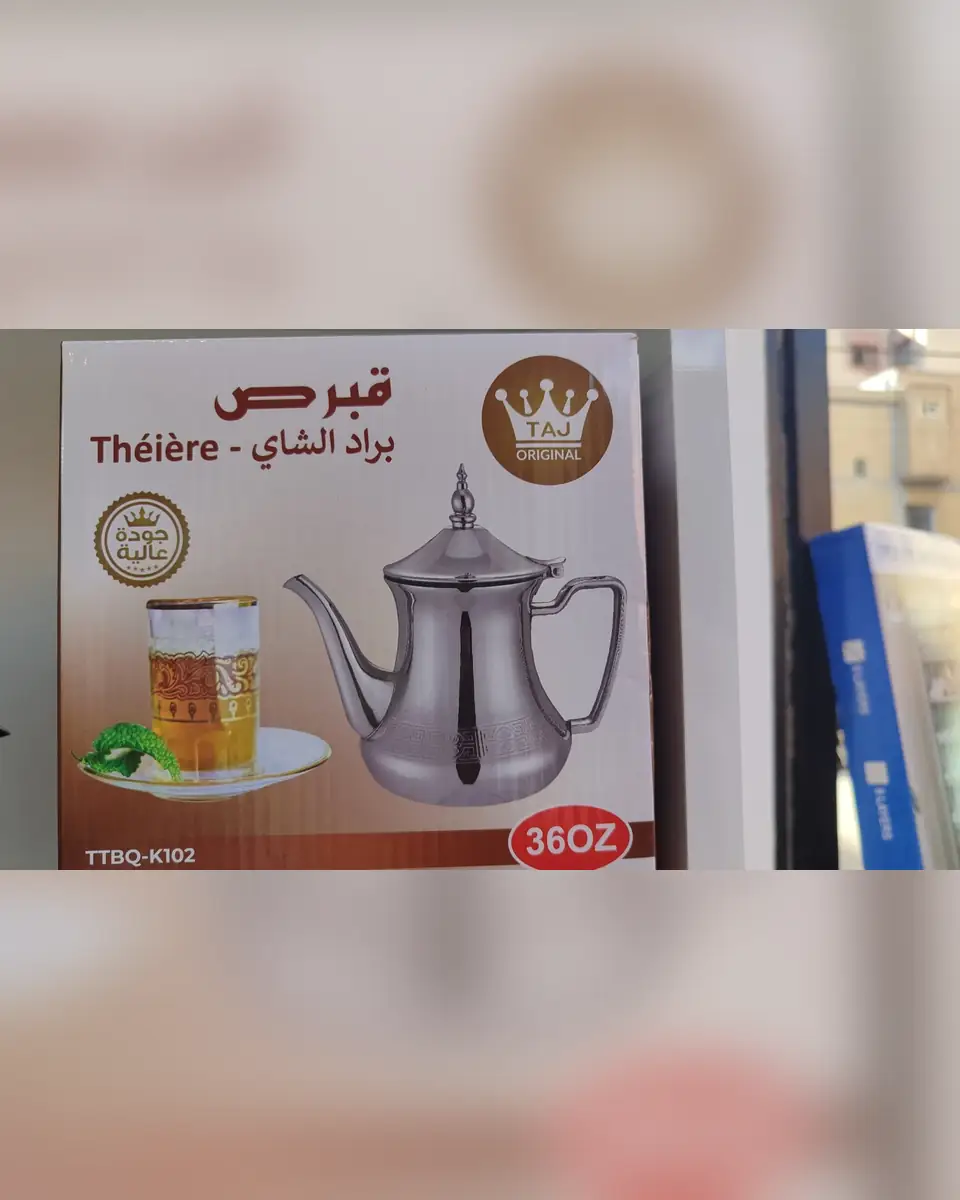 قبرص
براد الشاي - Théière
TAJ
ORIGINAL
جودة
عالية
36OZ
TTBQ-K102